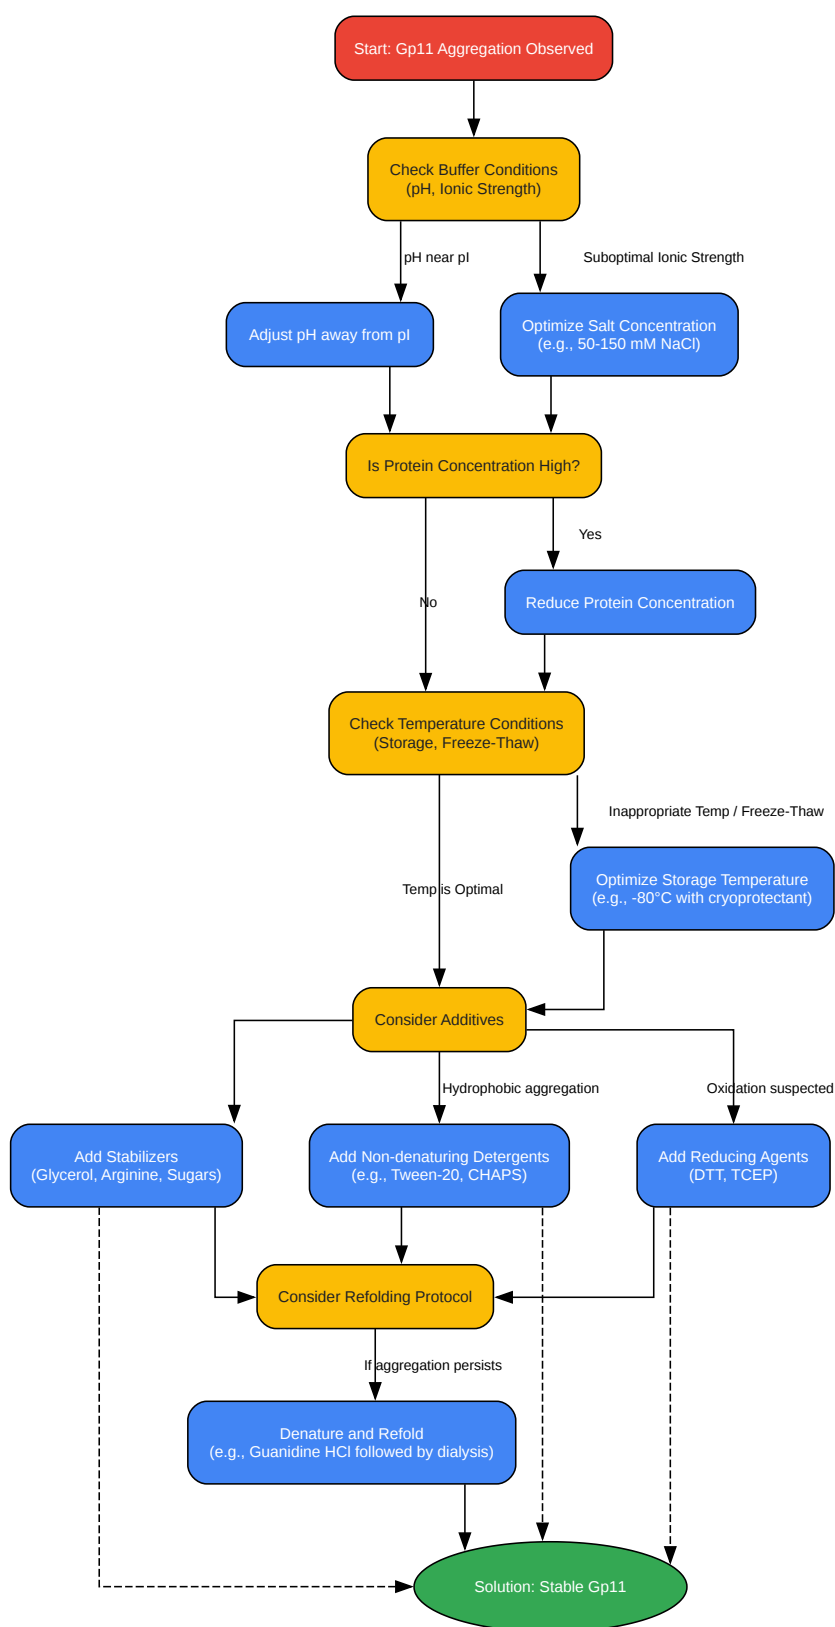 Start: Gp11 Aggregation Observed
Check Buffer Conditions
(pH, Ionic Strength)
pH near pI
Suboptimal Ionic Strength
Adjust pH away from pI
Optimize Salt Concentration
(e.g., 50-150 mM NaCl)
Is Protein Concentration High?
Yes
No
Reduce Protein Concentration
Check Temperature Conditions
(Storage, Freeze-Thaw)
Inappropriate Temp / Freeze-Thaw
Temp is Optimal
Optimize Storage Temperature
(e.g., -80°C with cryoprotectant)
Consider Additives
Hydrophobic aggregation
Oxidation suspected
Add Stabilizers
(Glycerol, Arginine, Sugars)
Add Non-denaturing Detergents
(e.g., Tween-20, CHAPS)
Add Reducing Agents
(DTT, TCEP)
Consider Refolding Protocol
If aggregation persists
Denature and Refold
(e.g., Guanidine HCl followed by dialysis)
Solution: Stable Gp11